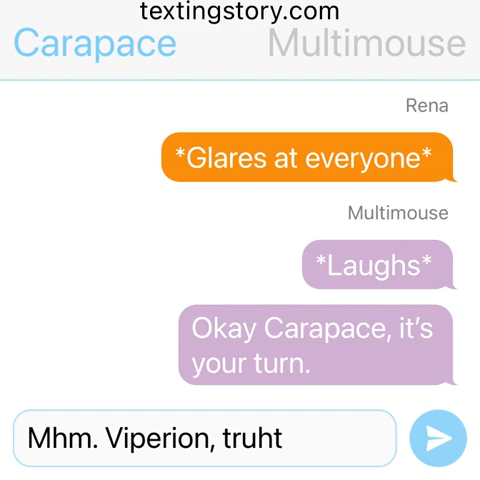 textingstory.com
Carapace Multimouse
Rena
*Glares at everyone*
Multimouse
*Laughs*
Okay Carapace, it’s
your turn.
Mhm. Viperion, truht